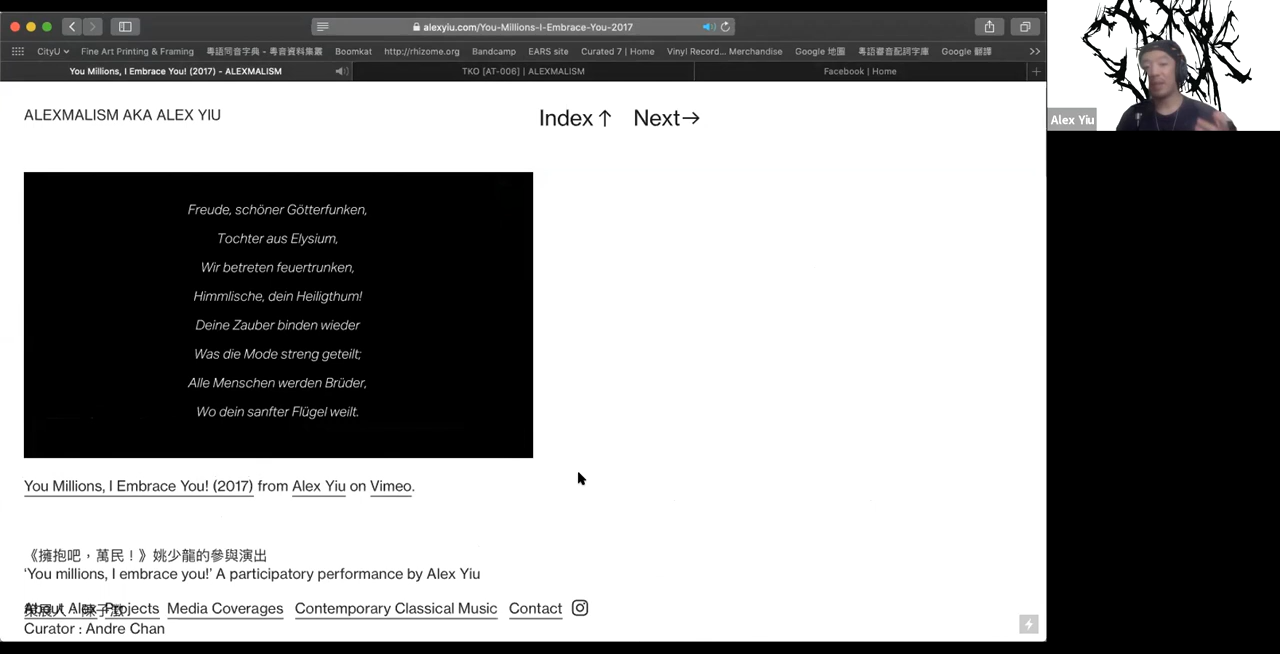 alexyiu.com/You-Millions-I-Embrace-You-2017
CityU
Fine Art Printing & Framing
粵語同音字典 - 粵音資料集叢
Boomkat
http://rhizome.org
Bandcamp
EARS site
Curated 7 | Home
Vinyl Record... Merchandise
Google 地圖
粵語審音配詞字庫
Google 翻譯
You Millions, I Embrace You! (2017) - ALEXMALISM
TKO [AT-006] | ALEXMALISM
Facebook | Home
Alex Yiu
ALEXMALISM AKA ALEX YIU
Index↑ Next→
Freude, schöner Götterfunken,
Tochter aus Elysium,
Wir betreten feuertrunken,
Himmlische, dein Heiligthum!
Deine Zauber binden wieder
Was die Mode streng geteilt;
Alle Menschen werden Brüder,
Wo dein sanfter Flügel weilt.
You Millions, I Embrace You! (2017) from Alex Yiu on Vimeo.
《擁抱吧，萬民！》姚少龍的參與演出
‘You millions, I embrace you!’ A participatory performance by Alex Yiu
About Alex Projects Media Coverages Contemporary Classical Music Contact
Curator : Andre Chan